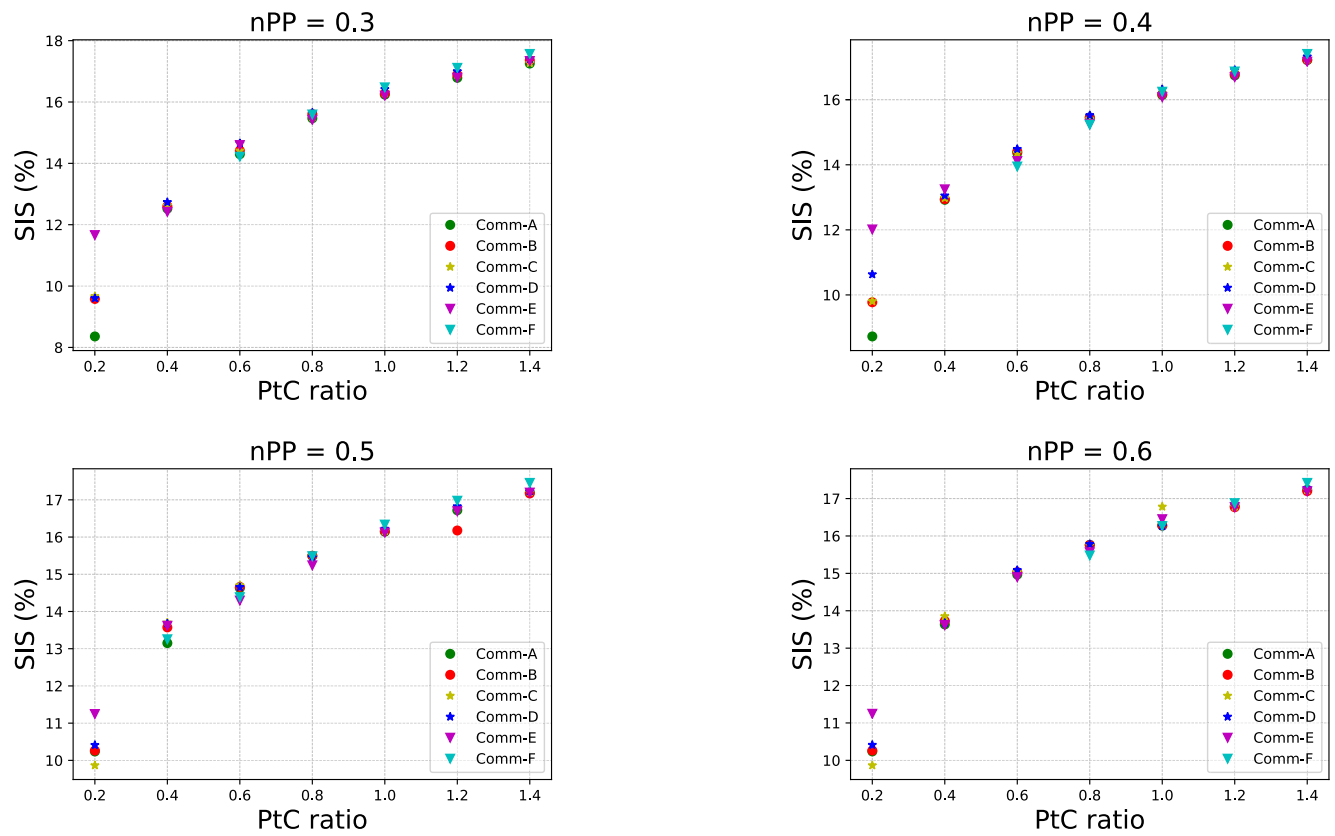 nPP = 0.3
18
16
14
12
10
8
SIS (%)
0.2 0.4 0.6 0.8 1.0 1.2 1.4
PtC ratio
Comm-A
Comm-B
Comm-C
Comm-D
Comm-E
Comm-F
nPP = 0.4
16
14
12
10
SIS (%)
0.2 0.4 0.6 0.8 1.0 1.2 1.4
PtC ratio
Comm-A
Comm-B
Comm-C
Comm-D
Comm-E
Comm-F
nPP = 0.5
17
16
15
14
13
12
11
10
SIS (%)
0.2 0.4 0.6 0.8 1.0 1.2 1.4
PtC ratio
Comm-A
Comm-B
Comm-C
Comm-D
Comm-E
Comm-F
nPP = 0.6
17
16
15
14
13
12
11
10
SIS (%)
0.2 0.4 0.6 0.8 1.0 1.2 1.4
PtC ratio
Comm-A
Comm-B
Comm-C
Comm-D
Comm-E
Comm-F